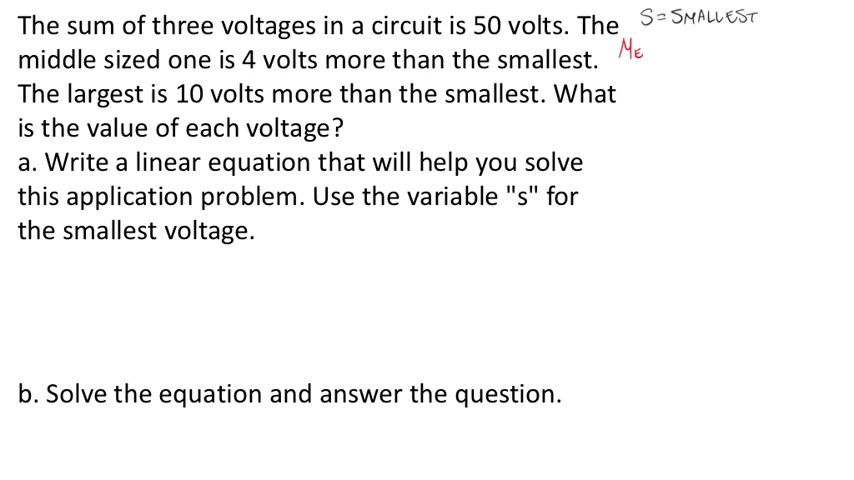 The sum of three voltages in a circuit is 50 volts. The S=SMALLEST
middle sized one is 4 volts more than the smallest. ME
The largest is 10 volts more than the smallest. What
is the value of each voltage?
a. Write a linear equation that will help you solve
this application problem. Use the variable "s" for
the smallest voltage.
b. Solve the equation and answer the question.